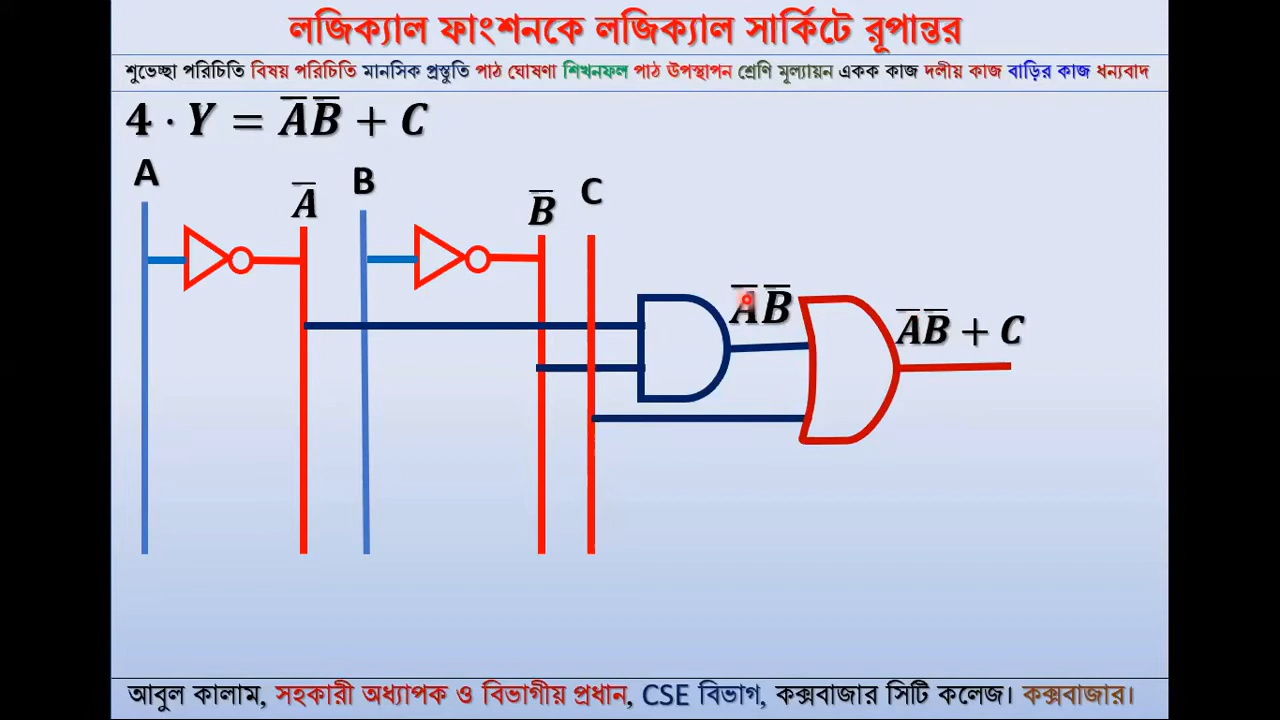 লজিক্যাল ফাংশনকে লজিক্যাল সার্কিটে রূপান্তর
শুভেচ্ছা পরিচিতি বিষয় পরিচিতি মানসিক প্রস্তুতি পাঠ ঘোষণা শিখনফল পাঠ উপস্থাপন শ্রেণি মূল্যায়ন একক কাজ দলীয় কাজ বাড়ির কাজ ধন্যবাদ
4 · Y = A̅B̅ + C
A A̅ B B̅ C
A̅B̅
A̅B̅ + C
আবুল কালাম, সহকারী অধ্যাপক ও বিভাগীয় প্রধান, CSE বিভাগ, কক্সবাজার সিটি কলেজ। কক্সবাজার।